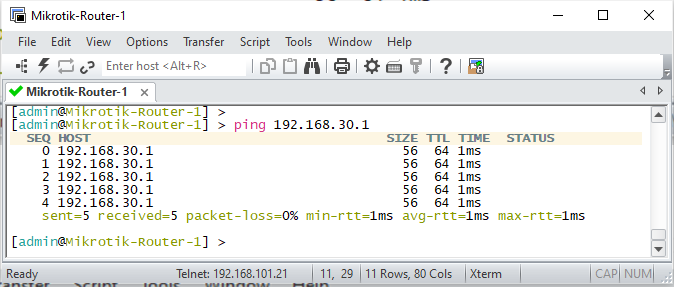 Mikrotik-Router-1
File Edit View Options Transfer Script Tools Window Help
Enter host <Alt+R>
Mikrotik-Router-1
[admin@Mikrotik-Router-1] >
[admin@Mikrotik-Router-1] > ping 192.168.30.1
SEQ HOST SIZE TTL TIME STATUS
0 192.168.30.1 56 64 1ms
1 192.168.30.1 56 64 1ms
2 192.168.30.1 56 64 1ms
3 192.168.30.1 56 64 1ms
4 192.168.30.1 56 64 1ms
sent=5 received=5 packet-loss=0% min-rtt=1ms avg-rtt=1ms max-rtt=1ms
[admin@Mikrotik-Router-1] >
Ready Telnet: 192.168.101.21 11, 29 11 Rows, 80 Cols Xterm CAP NUM